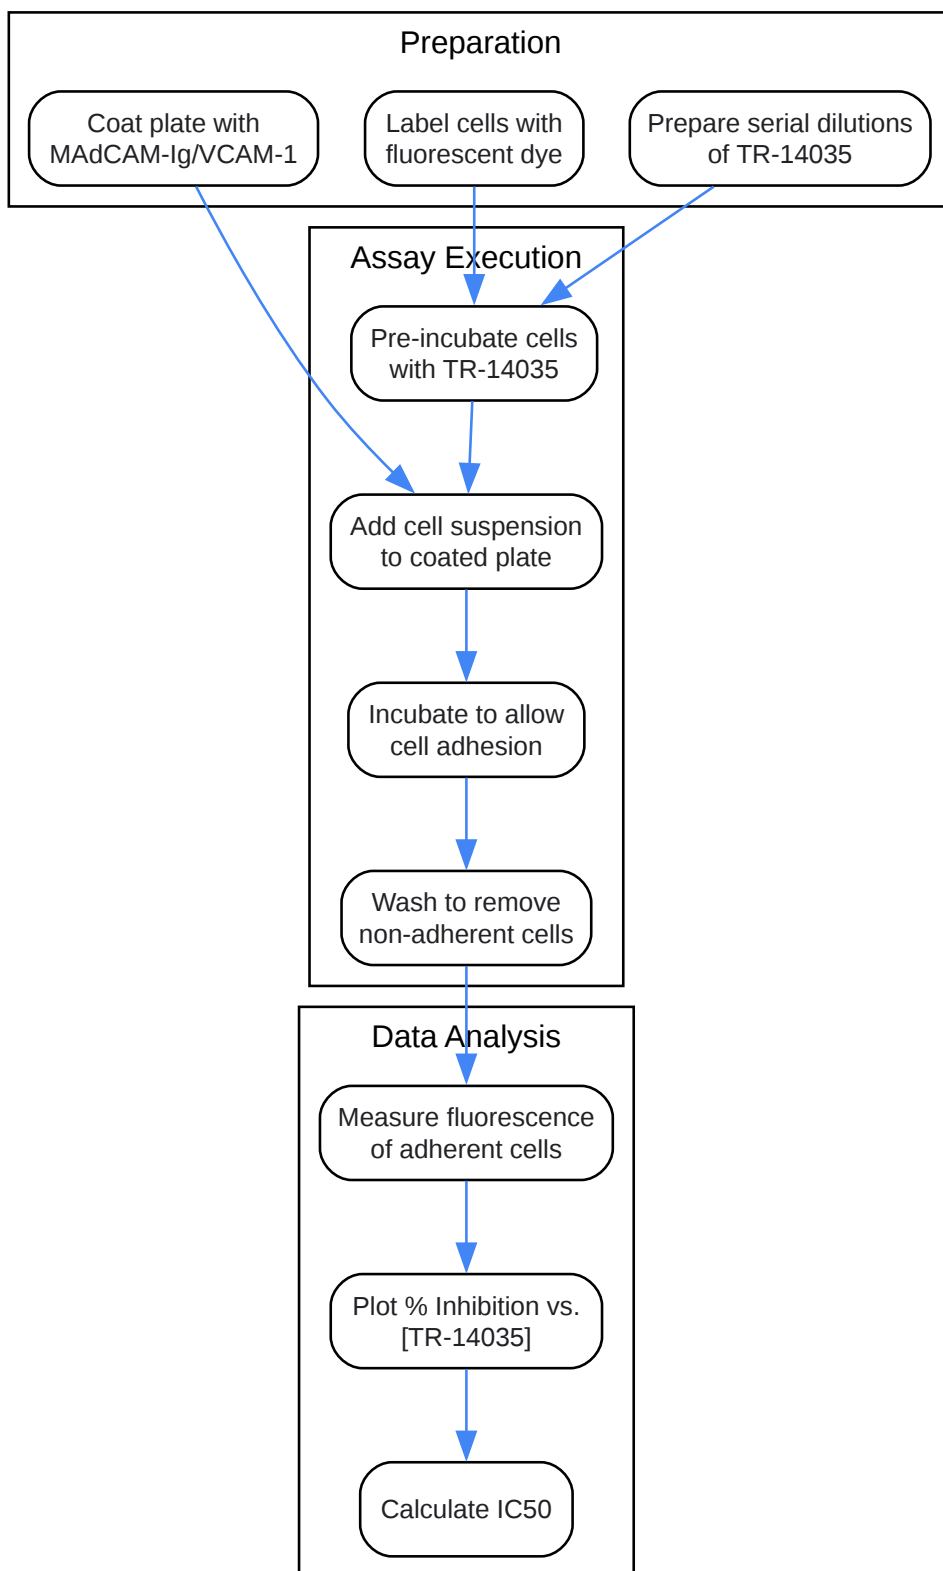 Preparation
Coat plate with
MAdCAM-Ig/VCAM-1
Label cells with
fluorescent dye
Prepare serial dilutions
of TR-14035
Assay Execution
Pre-incubate cells
with TR-14035
Add cell suspension
to coated plate
Incubate to allow
cell adhesion
Wash to remove
non-adherent cells
Data Analysis
Measure fluorescence
of adherent cells
Plot % Inhibition vs.
[TR-14035]
Calculate IC50